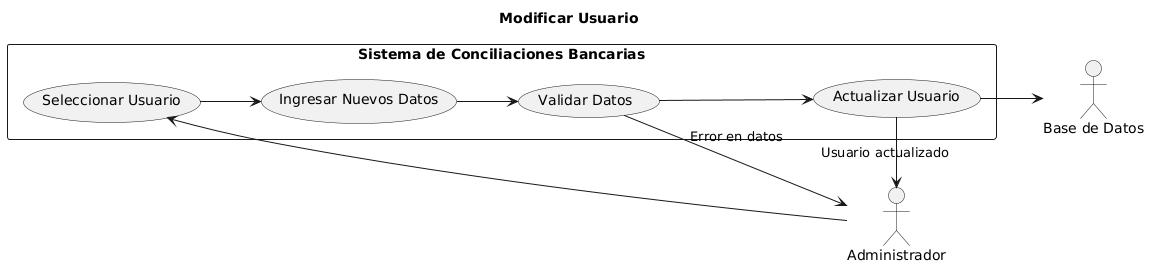 Modificar Usuario
Sistema de Conciliaciones Bancarias
Seleccionar Usuario
Ingresar Nuevos Datos
Validar Datos
Actualizar Usuario
Base de Datos
Error en datos
Usuario actualizado
Administrador